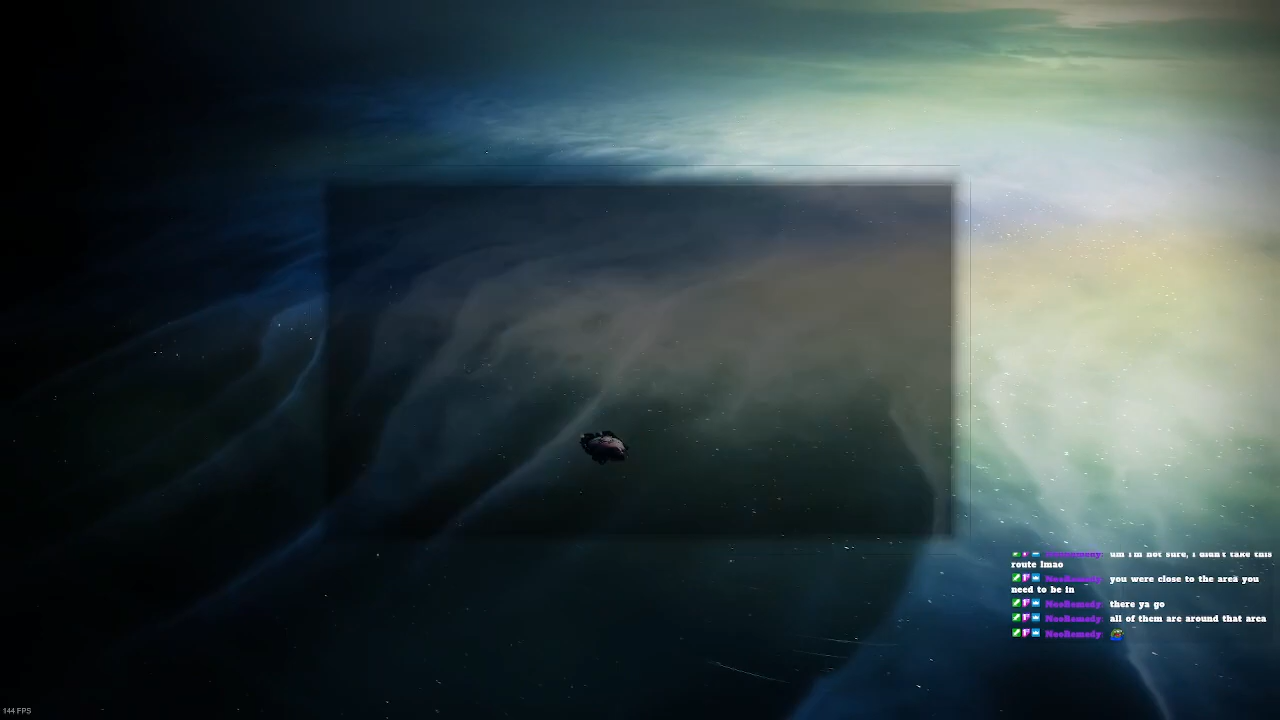 um i'm not sure, i didn't take this
route lmao
NeoRemedy: you were close to the area you
need to be in
NeoRemedy: there ya go
NeoRemedy: all of them are around that area
NeoRemedy:
144 FPS